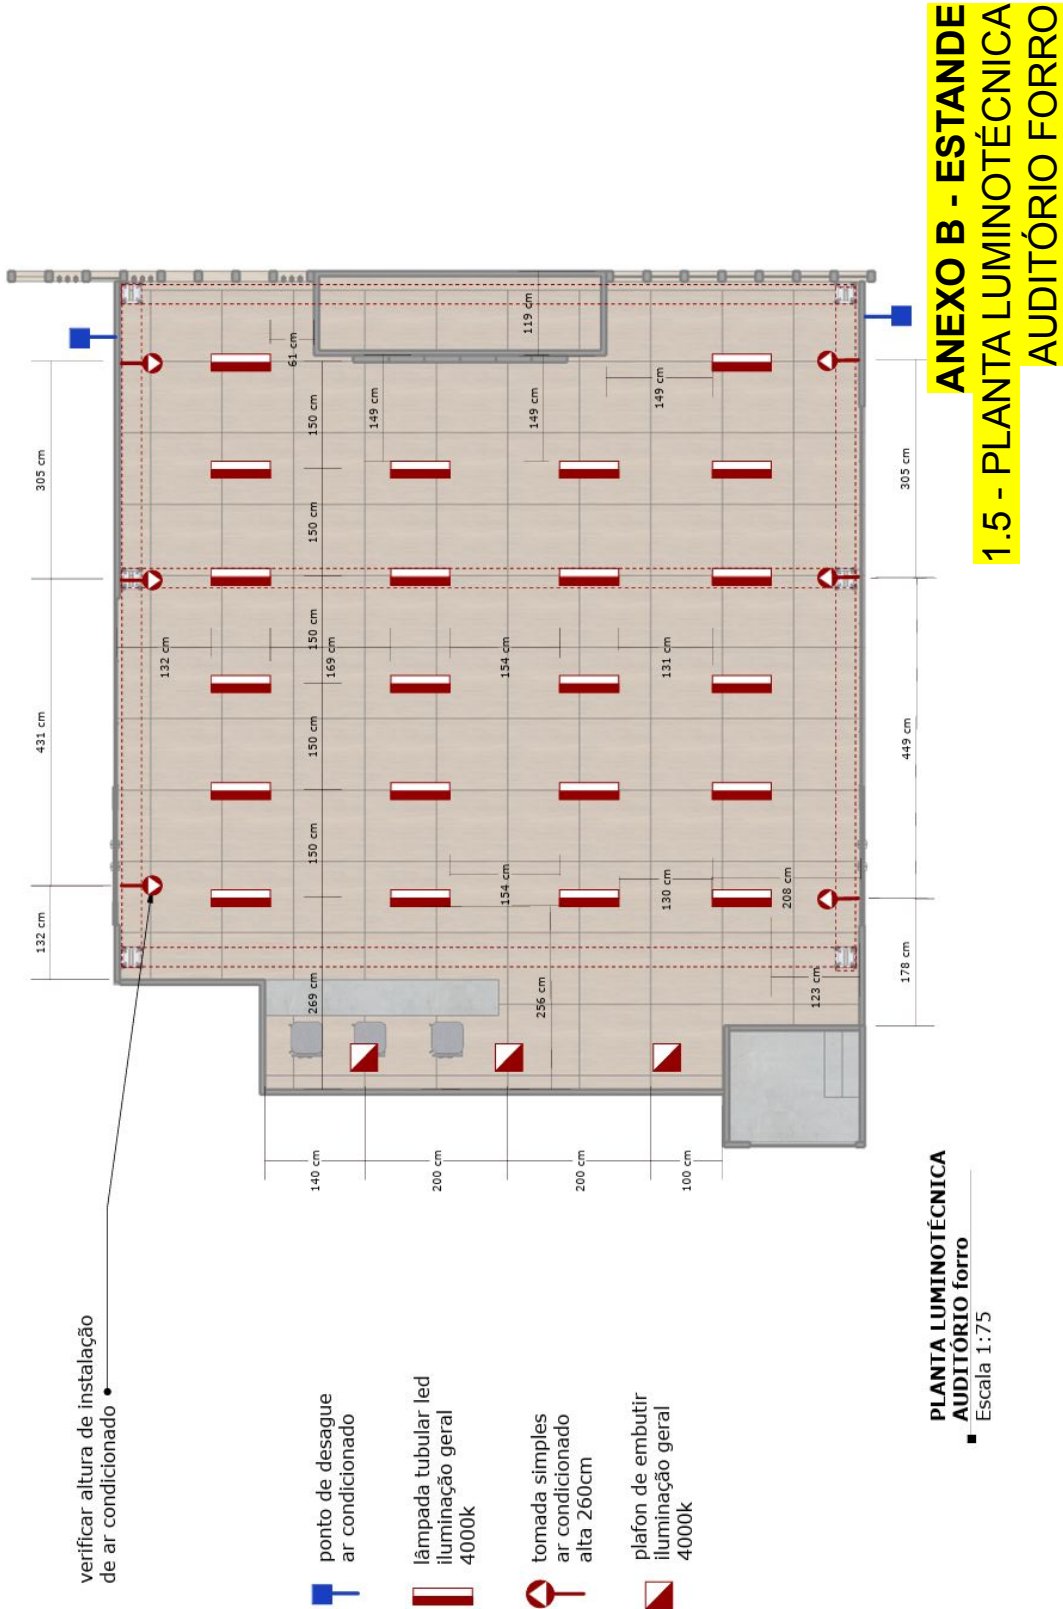 ANEXO B - ESTANDE
1.5 - PLANTA LUMINOTÉCNICA
AUDITÓRIO FORRO
305 cm
431 cm
132 cm
61 cm
119 cm
150 cm
149 cm
149 cm
149 cm
150 cm
305 cm
150 cm
132 cm
169 cm
154 cm
131 cm
150 cm
449 cm
150 cm
154 cm
130 cm
208 cm
269 cm
256 cm
123 cm
178 cm
140 cm
200 cm
200 cm
100 cm
verificar altura de instalação
de ar condicionado
ponto de desague
ar condicionado
lâmpada tubular led
iluminação geral
4000k
tomada simples
ar condicionado
alta 260cm
plafon de embutir
iluminação geral
4000k
PLANTA LUMINOTÉCNICA
AUDITÓRIO forro
Escala 1:75